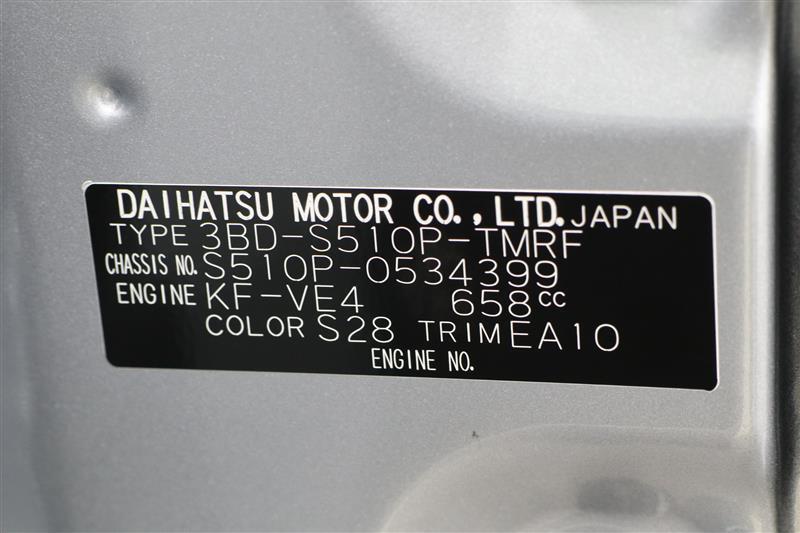 DAIHATSU MOTOR CO., LTD. JAPAN
TYPE 3BD-S510P-TMRF
CHASSIS NO. S510P-0534399
ENGINE KF-VE4 658cc
COLOR S28 TRIM EA10
ENGINE NO.